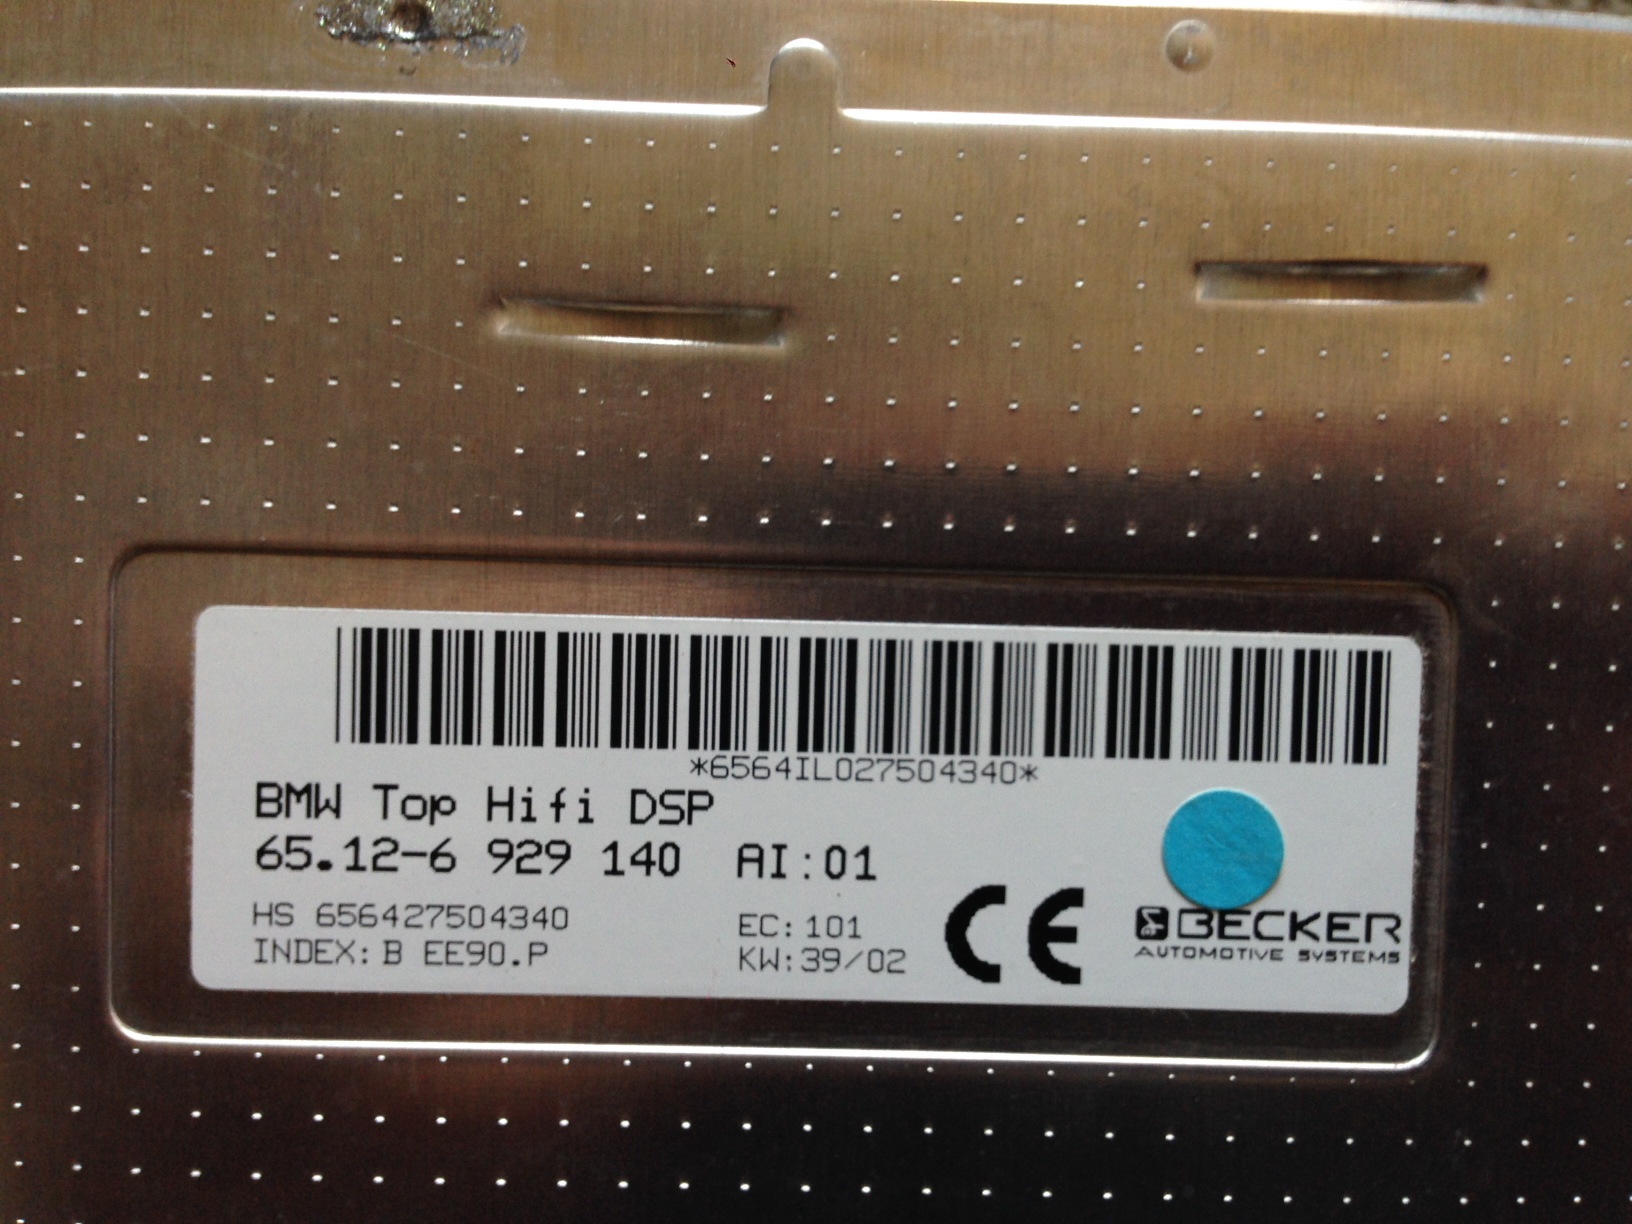 *6564IL027504340*
BMW Top Hifi DSP
65.12-6 929 140 AI:01
HS 656427504340 EC: 101
INDEX: B EE90.P KW:39/02
CE
BECKER
AUTOMOTIVE SYSTEMS